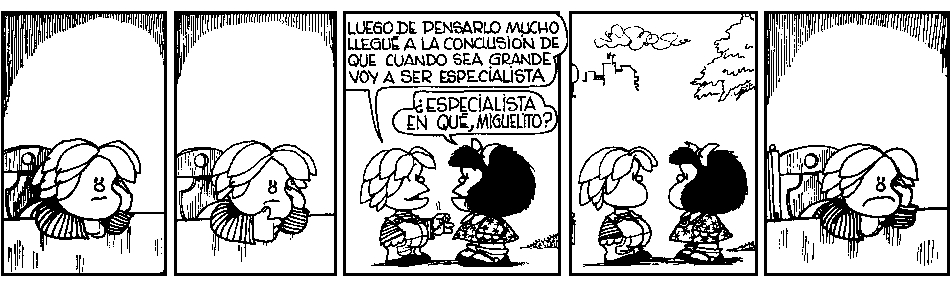 LUEGO DE PENSARLO MUCHO
LLEGUÉ A LA CONCLUSIÓN DE
QUE CUANDO SEA GRANDE
VOY A SER ESPECIALISTA
¿ESPECIALISTA
EN QUÉ, MIGUELITO?